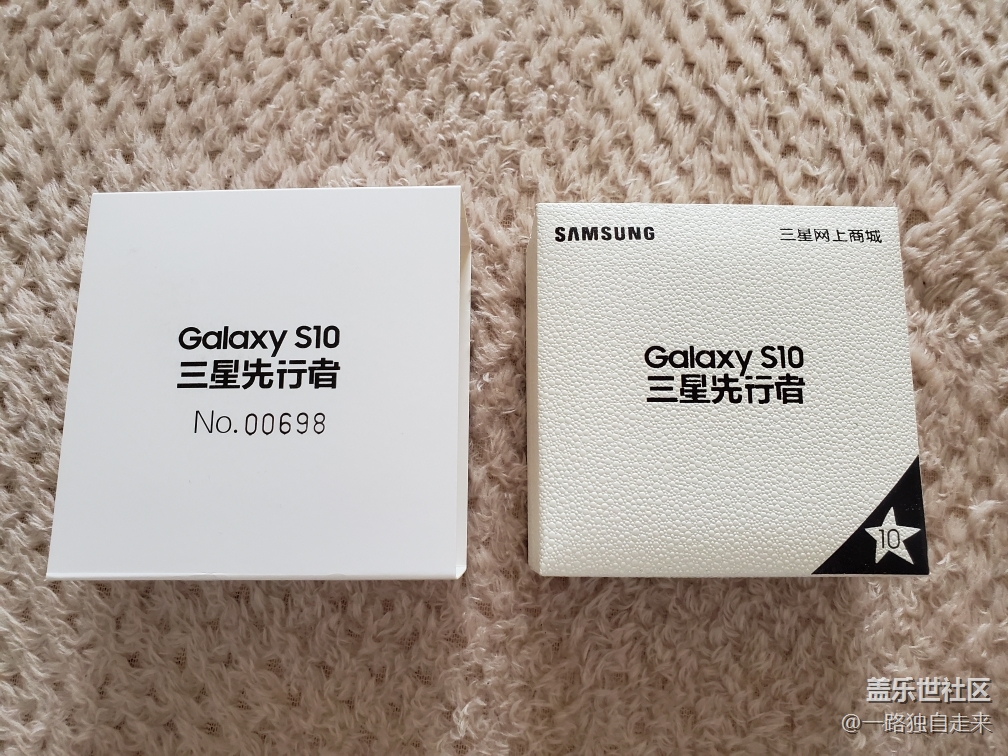 Galaxy S10
三星先行者
No.00698
SAMSUNG
三星网上商城
Galaxy S10
三星先行者
10
盖乐世社区
@一路独自走来